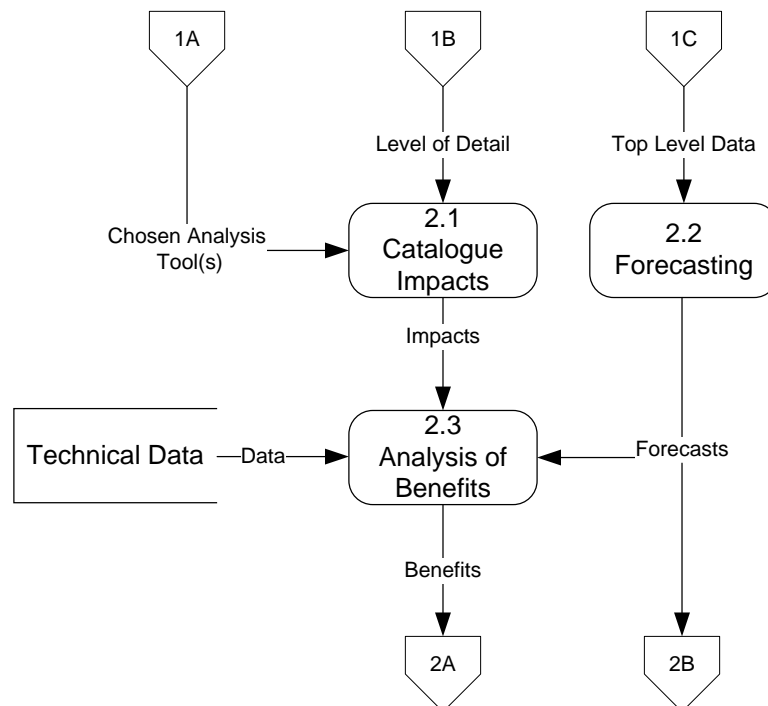 1A
1B
1C
Level of Detail
Top Level Data
Chosen Analysis
Tool(s)
2.1
Catalogue
Impacts
2.2
Forecasting
Impacts
Technical Data
Data
2.3
Analysis of
Benefits
Forecasts
Benefits
2A
2B